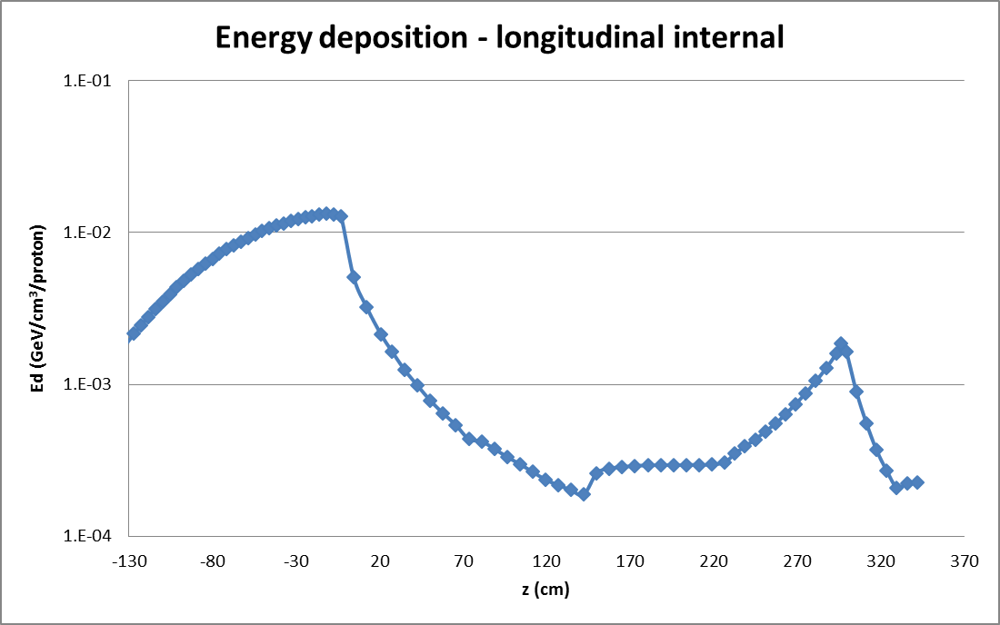 Energy deposition - longitudinal internal
1.E-01
1.E-02
1.E-03
1.E-04
Ed (GeV/cm³/proton)
-130 -80 -30 20 70 120 170 220 270 320 370
z (cm)